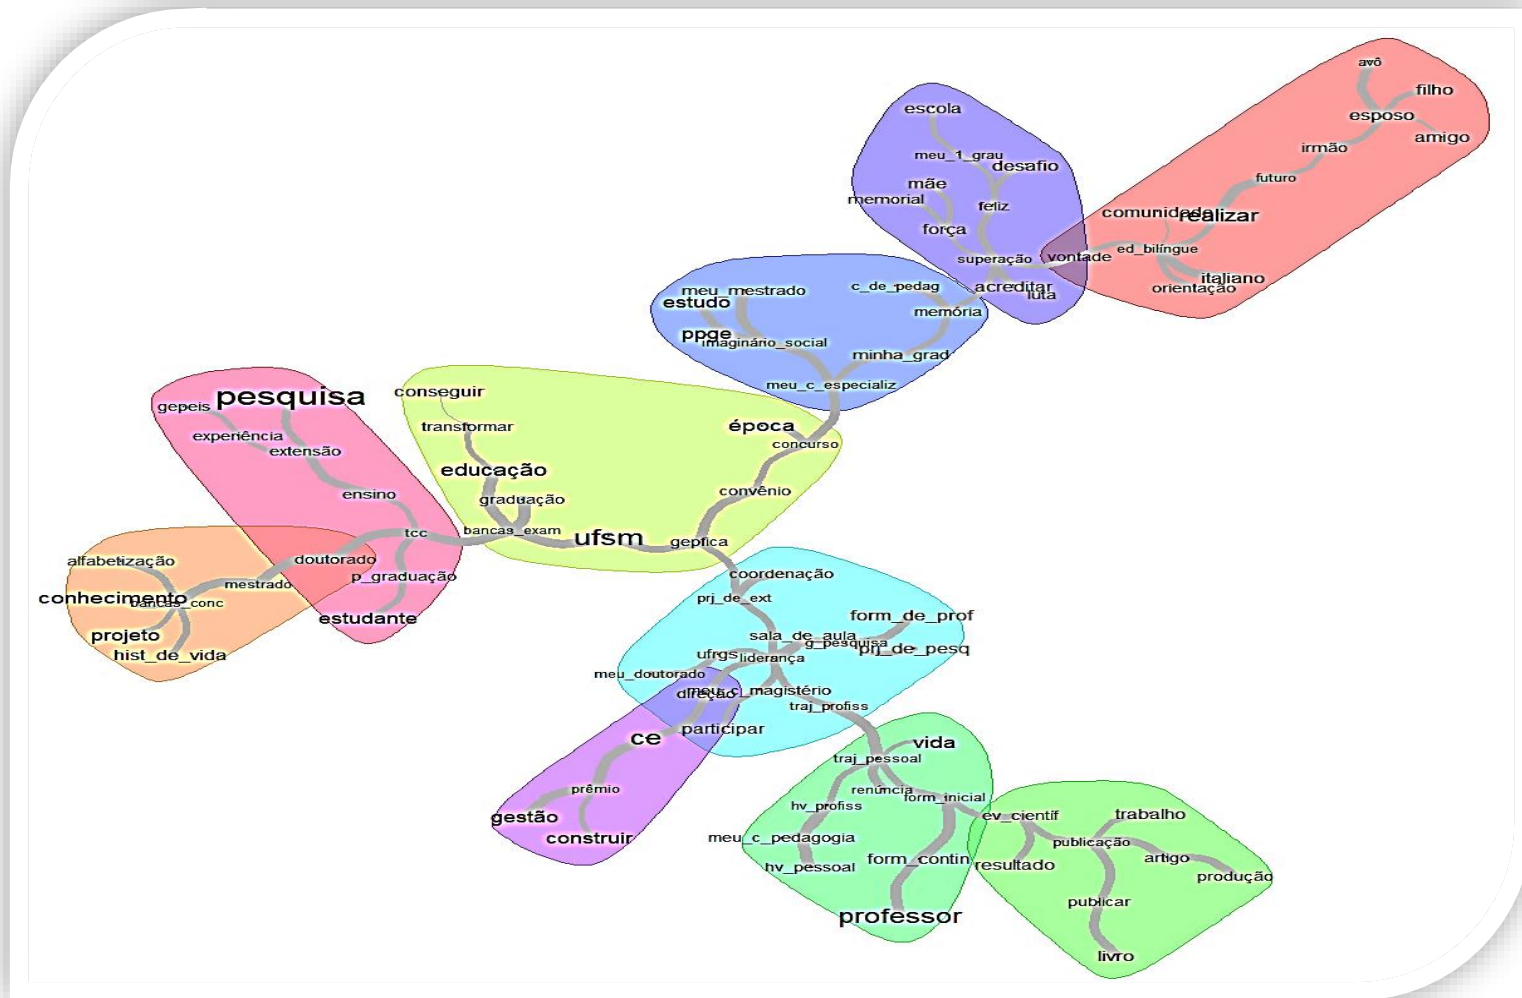 avô
filho
esposo
amigo
irmão
futuro
comunidade
realizar
ed_bilíngue
vontade
italiano
orientação
escola
meu_1_grau
desafio
mãe
memorial
feliz
força
superação
acreditar
luta
meu_mestrado
estudo
c_de_pedag
memória
ppge
imaginário_social
minha_grad
meu_c_especializ
conseguir
transformar
época
concurso
educação
graduação
convênio
bancas_exam
ufsm
gepfica
pesquisa
gepeis
experiência
extensão
ensino
tcc
doutorado
p_graduação
estudante
alfabetização
mestrado
conhecimento
bancas_conc
projeto
hist_de_vida
coordenação
prj_de_ext
form_de_prof
sala_de_aula
g_pesquisa
prj_de_pesq
ufrgs
liderança
meu_doutorado
direção
meu_c_magistério
traj_profiss
participar
ce
prêmio
gestão
construir
vida
traj_pessoal
renúncia
form_inicial
hv_profiss
meu_c_pedagogia
hv_pessoal
form_contin
professor
ev_científ
trabalho
publicação
resultado
artigo
produção
publicar
livro